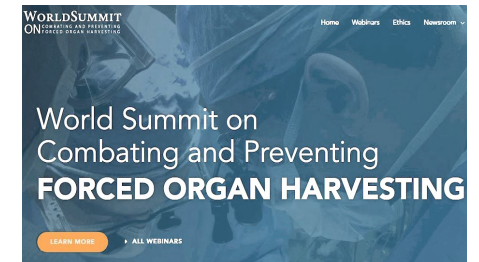 WORLDSUMMIT
ON COMBATING AND PREVENTING
FORCED ORGAN HARVESTING
Home Webinars Ethics Newsroom
World Summit on
Combating and Preventing
FORCED ORGAN HARVESTING
LEARN MORE ALL WEBINARS